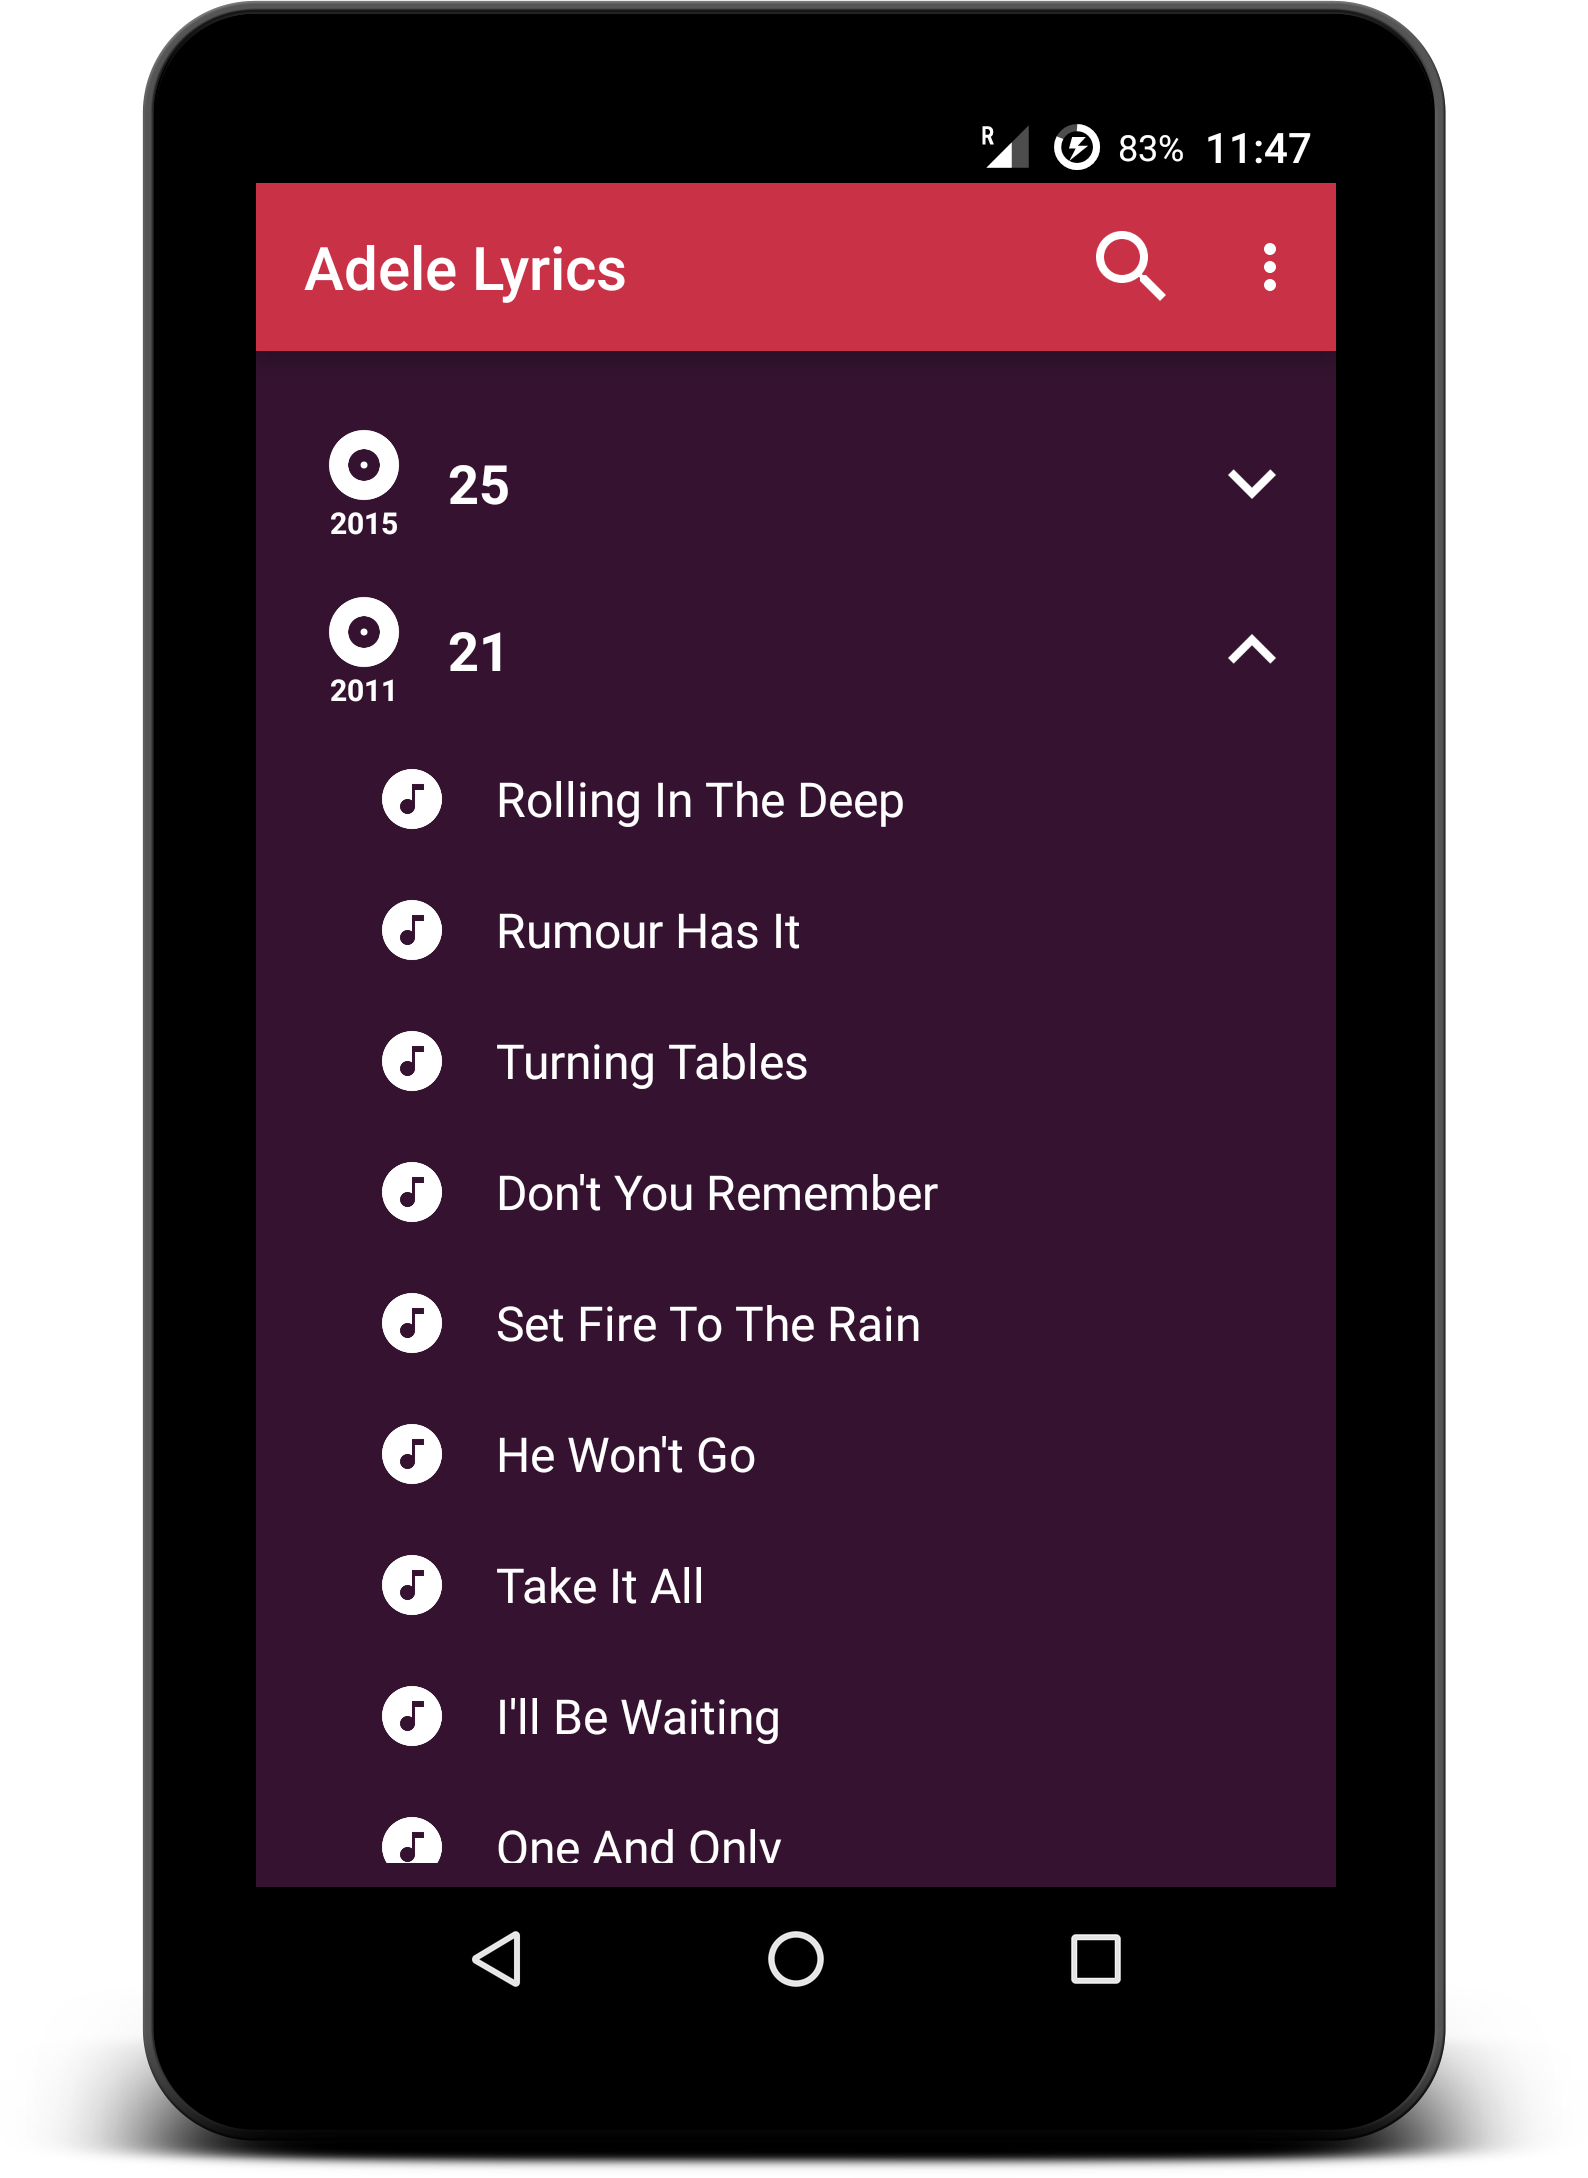 R 83% 11:47
Adele Lyrics
25
2015
21
2011
Rolling In The Deep
Rumour Has It
Turning Tables
Don't You Remember
Set Fire To The Rain
He Won't Go
Take It All
I'll Be Waiting
One And Only